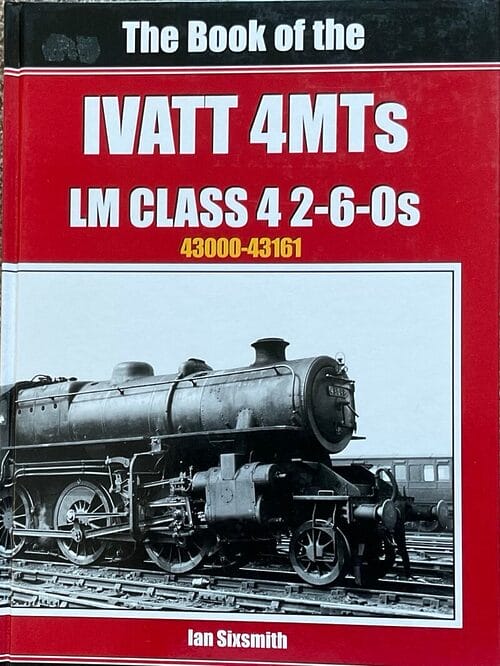 The Book of the
IVATT 4MTs
LM CLASS 4 2-6-0s
43000-43161
Ian Sixsmith